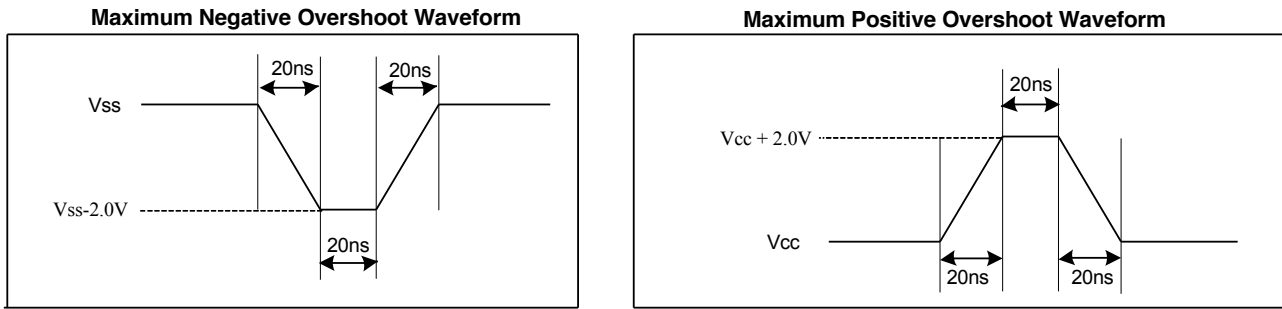 Maximum Negative Overshoot Waveform
20ns
20ns
Vss
Vss-2.0V
20ns
Maximum Positive Overshoot Waveform
20ns
Vcc + 2.0V
Vcc
20ns
20ns